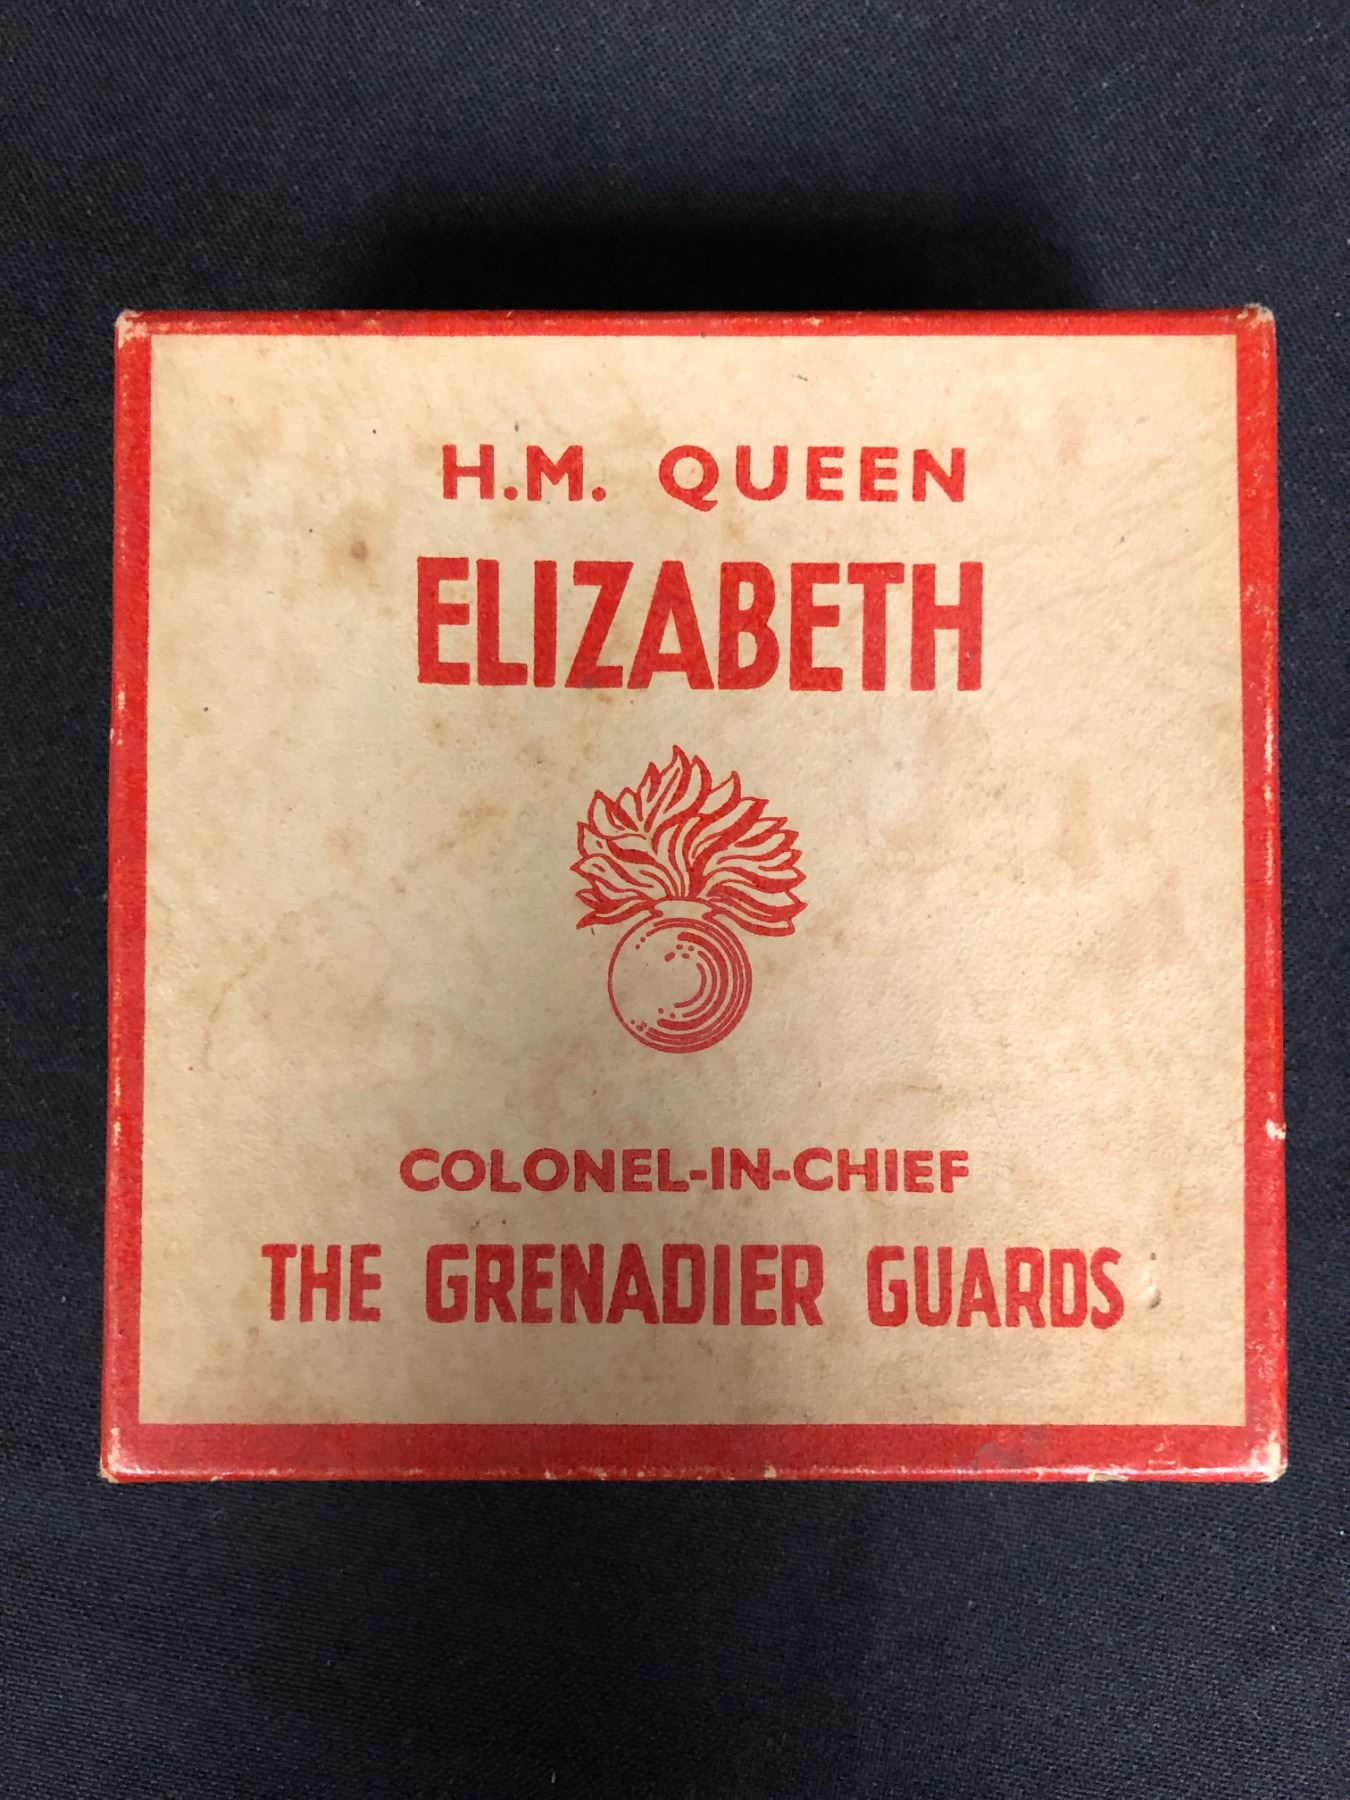 H.M. QUEEN
ELIZABETH
COLONEL-IN-CHIEF
THE GRENADIER GUARDS